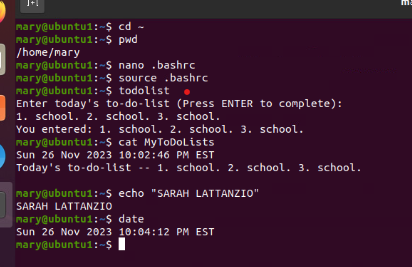 mary@ubuntu1:~$ cd ~
mary@ubuntu1:~$ pwd
/home/mary
mary@ubuntu1:~$ nano .bashrc
mary@ubuntu1:~$ source .bashrc
mary@ubuntu1:~$ todolist
Enter today's to-do-list (Press ENTER to complete):
1. school. 2. school. 3. school.
You entered: 1. school. 2. school. 3. school.
mary@ubuntu1:~$ cat MyToDoLists
Sun 26 Nov 2023 10:02:46 PM EST
Today's to-do-list -- 1. school. 2. school. 3. school.
mary@ubuntu1:~$ echo "SARAH LATTANZIO"
SARAH LATTANZIO
mary@ubuntu1:~$ date
Sun 26 Nov 2023 10:04:12 PM EST
mary@ubuntu1:~$